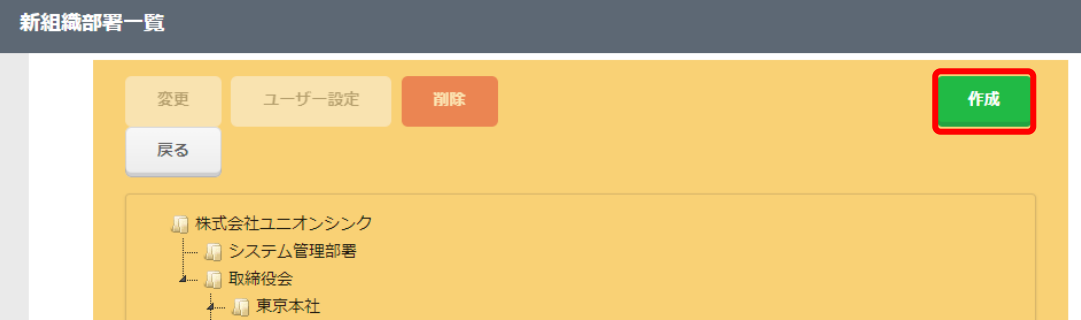 新組織部署一覧
変更 ユーザー設定 削除 作成
戻る
株式会社ユニオンシンク
システム管理部署
取締役会
東京本社